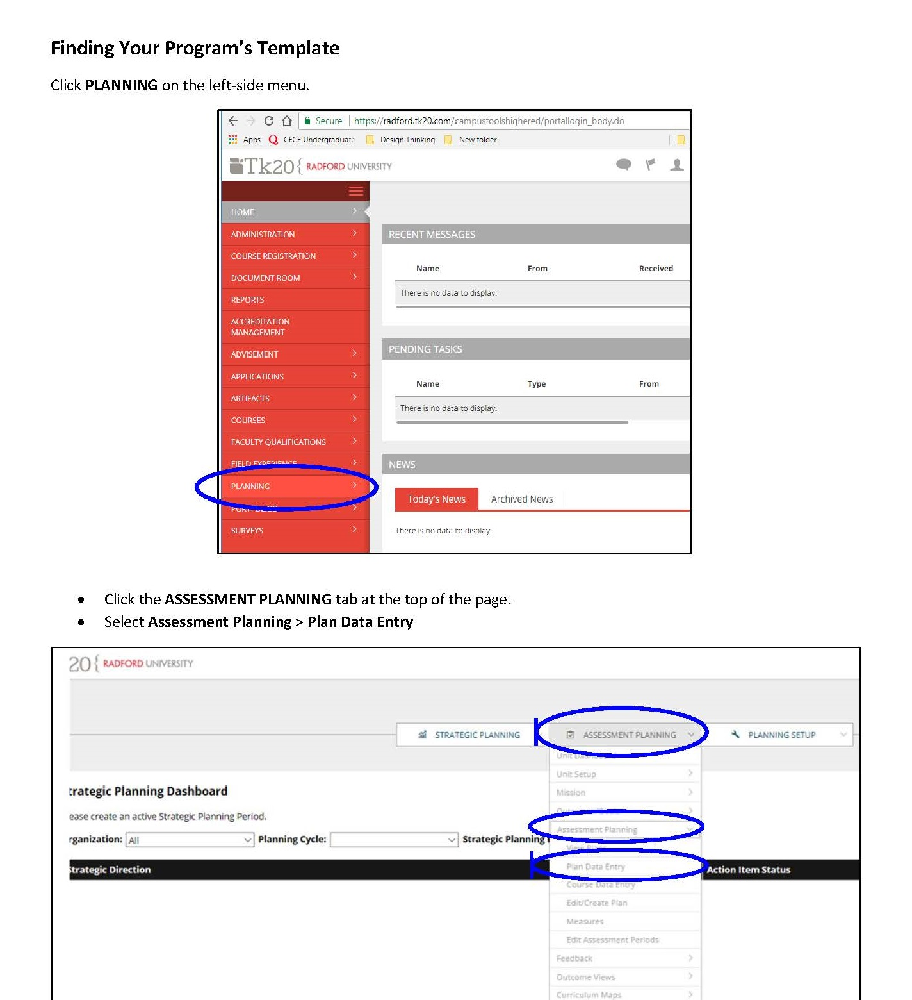 Finding Your Program's Template
Click PLANNING on the left-side menu.
Secure | https://radford.tk20.com/campustoolshighered/portallogin_body.do
Apps CECE Undergraduate Design Thinking New folder
Tk20{ RADFORD UNIVERSITY
HOME
ADMINISTRATION
COURSE REGISTRATION
DOCUMENT ROOM
REPORTS
ACCREDITATION
MANAGEMENT
ADVISEMENT
APPLICATIONS
ARTIFACTS
COURSES
FACULTY QUALIFICATIONS
FIELD EXPERIENCE
PLANNING
SURVEYS
RECENT MESSAGES
Name From Received
There is no data to display.
PENDING TASKS
Name Type From
There is no data to display.
NEWS
Today's News Archived News
There is no data to display.
• Click the ASSESSMENT PLANNING tab at the top of the page.
• Select Assessment Planning > Plan Data Entry
20{ RADFORD UNIVERSITY
STRATEGIC PLANNING ASSESSMENT PLANNING PLANNING SETUP
Unit
Unit Setup
Mission
Assessment Planning
View Plans
Plan Data Entry
Course Data Entry
Edit/Create Plan
Measures
Edit Assessment Periods
Feedback
Outcome Views
Curriculum Maps
trategic Planning Dashboard
ease create an active Strategic Planning Period.
rganization: All Planning Cycle: Strategic Planning
Strategic Direction Action Item Status